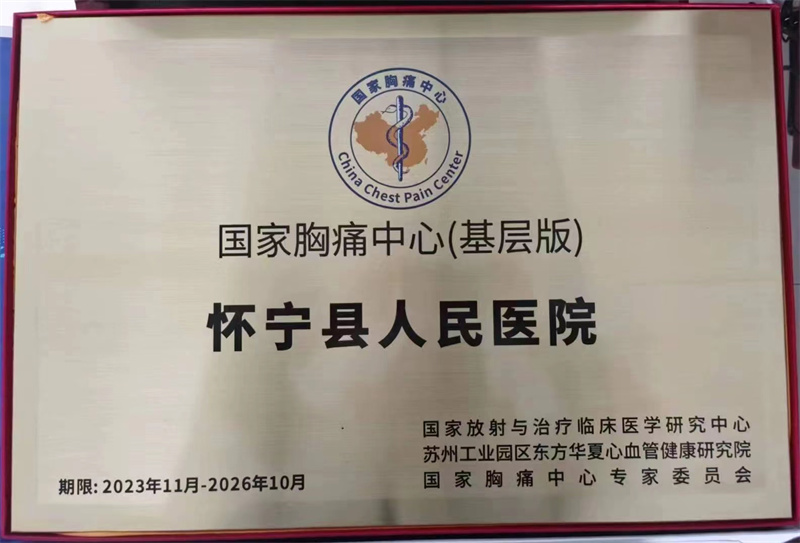 国家胸痛中心
China Chest Pain Center
国家胸痛中心(基层版)
怀宁县人民医院
国家放射与治疗临床医学研究中心
苏州工业园区东方华夏心血管健康研究院
国家胸痛中心专家委员会
期限: 2023年11月-2026年10月